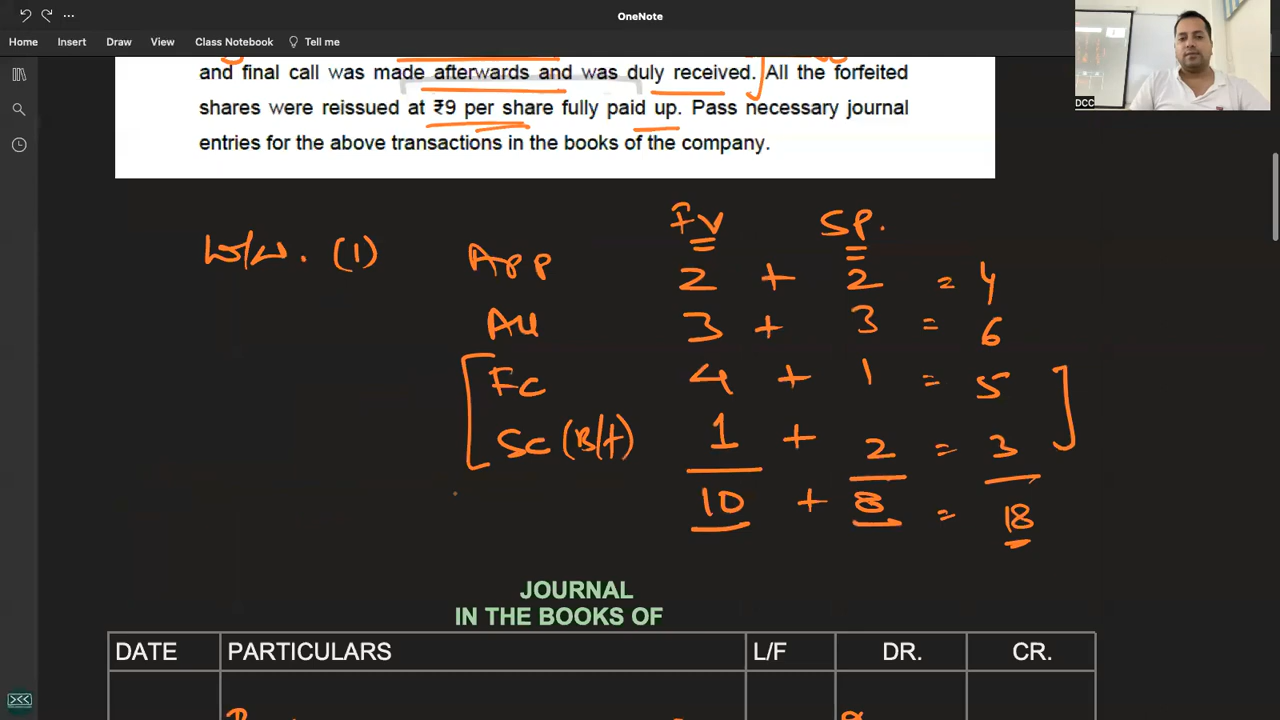 OneNote
Home Insert Draw View Class Notebook Tell me
and final call was made afterwards and was duly received. All the forfeited
shares were reissued at ₹9 per share fully paid up. Pass necessary journal
entries for the above transactions in the books of the company.
DCC
FV SP.
W/W. (1) APP 2 + 2 = 4
All 3 + 3 = 6
FC 4 + 1 = 5
SC (B/f) 1 + 2 = 3
10 + 8 = 18
JOURNAL
IN THE BOOKS OF
DATE PARTICULARS L/F DR. CR.